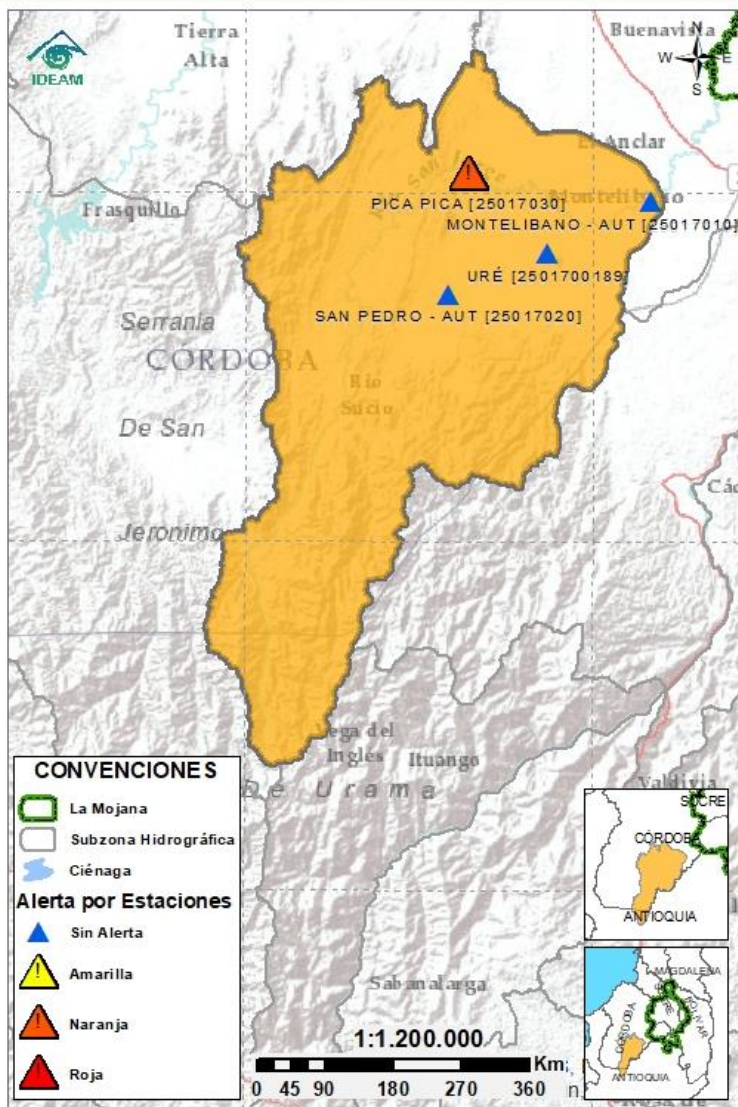 IDEAM
Tierra
Alta
Buenavista
N
W
E
S
El Anclar
Frasquillo
Montelibano
PICA PICA [25017030]
MONTELIBANO - AUT [25017010]
URÉ [2501700189]
SAN PEDRO - AUT [25017020]
Serrania
CÓRDOBA
Rio
Sucio
De San
Jeronimo
Ingles
Ituango
De Urama
Valdivia
Sabanalarga
CONVENCIONES
La Mojana
Subzona Hidrográfica
Ciénaga
Alerta por Estaciones
Sin Alerta
Amarilla
Naranja
Roja
SUCRE
CÓRDOBA
ANTIOQUIA
MAGDALENA
BOLIVAR
CÓRDOBA
ANTIOQUIA
1:1.200.000
Km
0 45 90 180 270 360